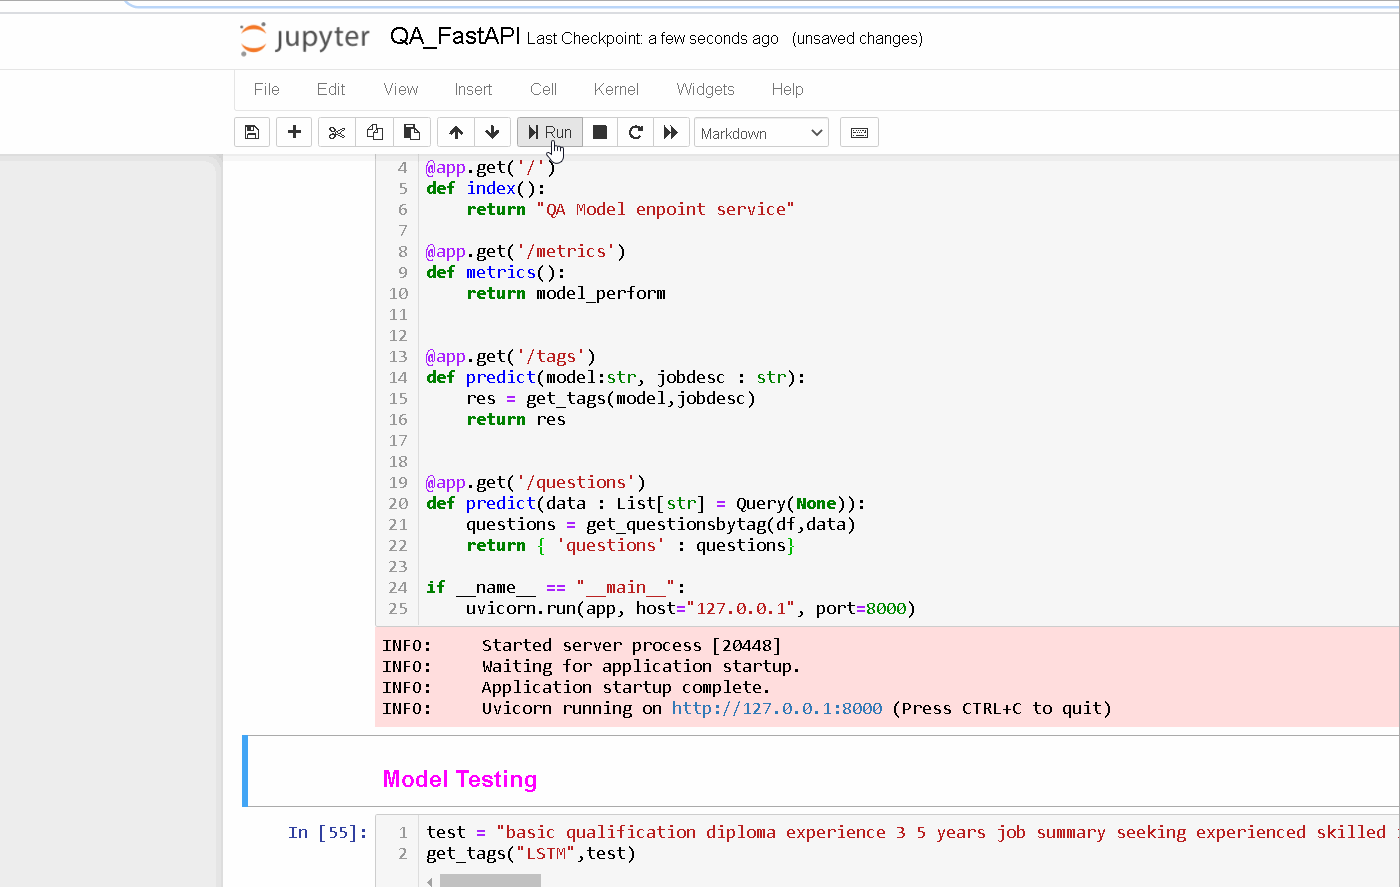 jupyter QA_FastAPI Last Checkpoint: a few seconds ago (unsaved changes)
File Edit View Insert Cell Kernel Widgets Help
Run Markdown
4 @app.get('/')
5 def index():
6 return "QA Model enpoint service"
7
8 @app.get('/metrics')
9 def metrics():
10 return model_perform
11
12
13 @app.get('/tags')
14 def predict(model:str, jobdesc : str):
15 res = get_tags(model,jobdesc)
16 return res
17
18
19 @app.get('/questions')
20 def predict(data : List[str] = Query(None)):
21 questions = get_questionsbytag(df,data)
22 return { 'questions' : questions}
23
24 if __name__ == "__main__":
25 uvicorn.run(app, host="127.0.0.1", port=8000)
INFO: Started server process [20448]
INFO: Waiting for application startup.
INFO: Application startup complete.
INFO: Uvicorn running on http://127.0.0.1:8000 (Press CTRL+C to quit)
Model Testing
In [55]: 1 test = "basic qualification diploma experience 3 5 years job summary seeking experienced skilled
2 get_tags("LSTM",test)